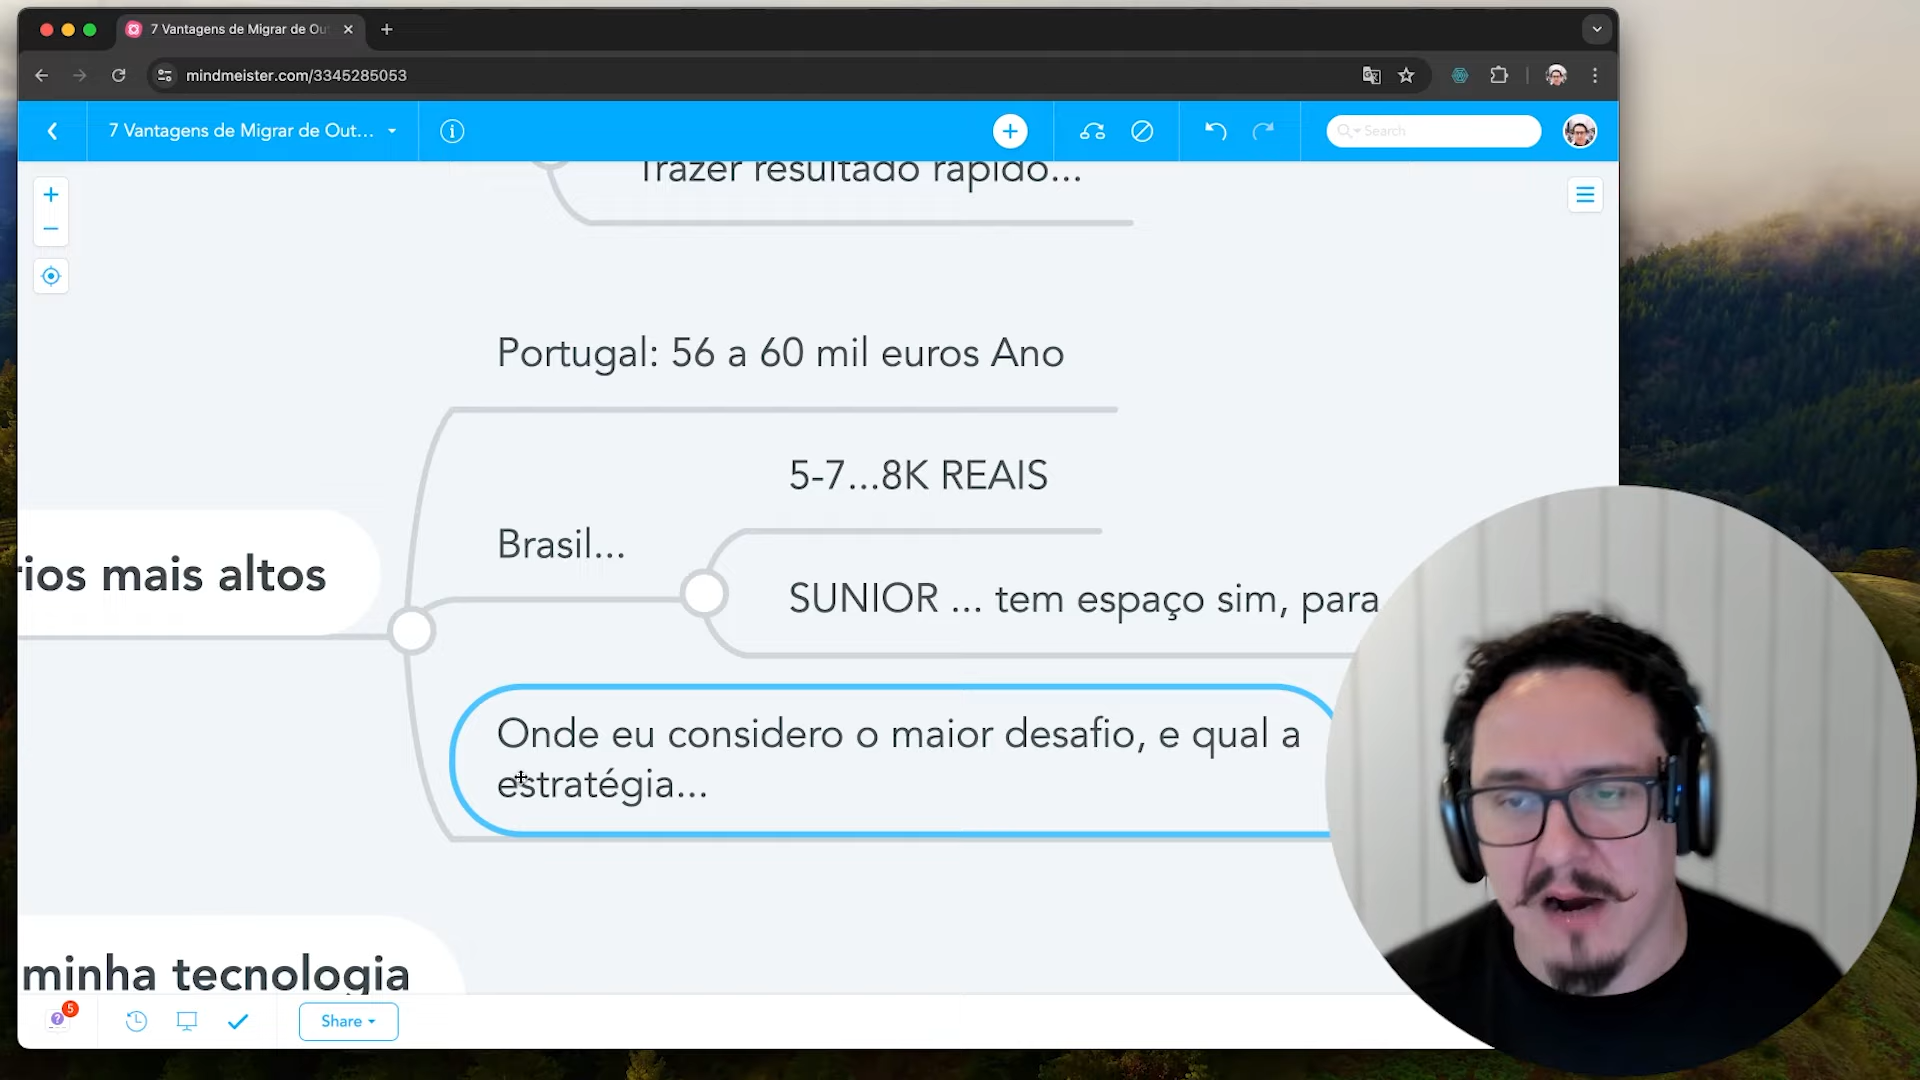 7 Vantagens de Migrar de Ou
mindmeister.com/3345285053
7 Vantagens de Migrar de Out...
Search
Trazer resultado rápido...
Portugal: 56 a 60 mil euros Ano
5-7...8K REAIS
Brasil...
rios mais altos
SUNIOR ... tem espaço sim, para
Onde eu considero o maior desafio, e qual a
estratégia...
minha tecnologia
5
Share